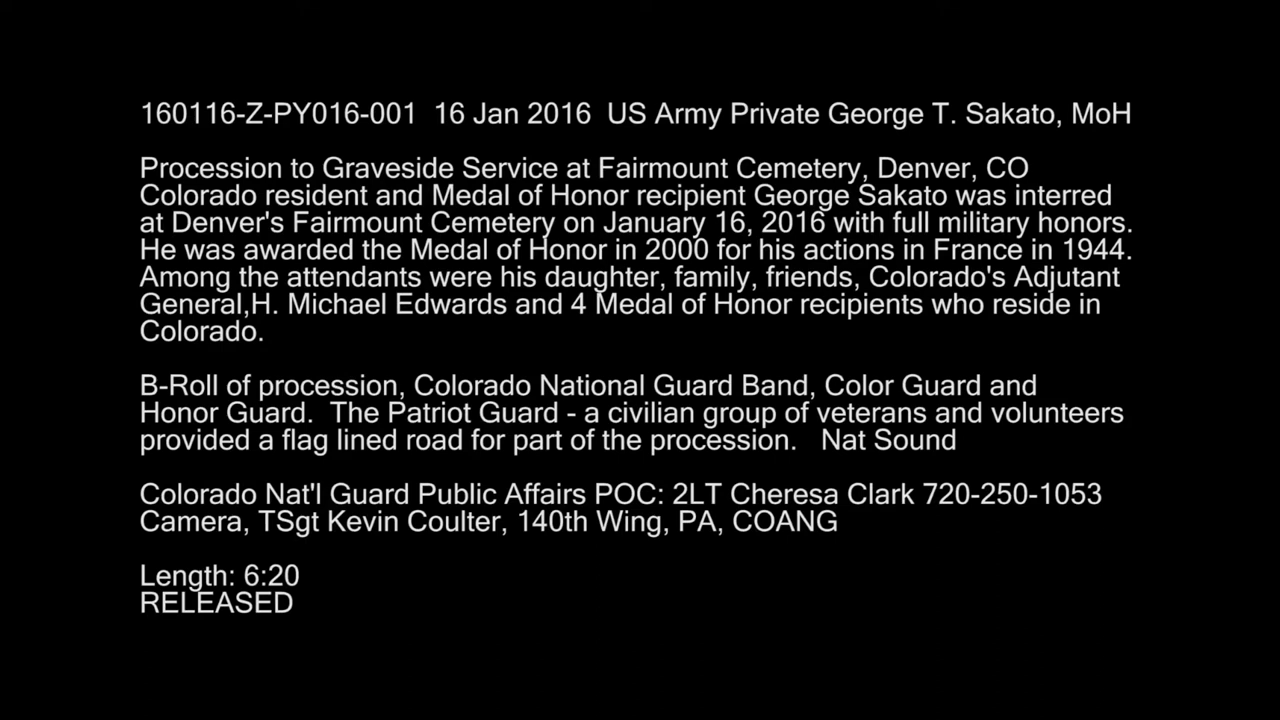 160116-Z-PY016-001  16 Jan 2016  US Army Private George T. Sakato, MoH
Procession to Graveside Service at Fairmount Cemetery, Denver, CO
Colorado resident and Medal of Honor recipient George Sakato was interred
at Denver's Fairmount Cemetery on January 16, 2016 with full military honors.
He was awarded the Medal of Honor in 2000 for his actions in France in 1944.
Among the attendants were his daughter, family, friends, Colorado's Adjutant
General,H. Michael Edwards and 4 Medal of Honor recipients who reside in
Colorado.
B-Roll of procession, Colorado National Guard Band, Color Guard and
Honor Guard.  The Patriot Guard - a civilian group of veterans and volunteers
provided a flag lined road for part of the procession.   Nat Sound
Colorado Nat'l Guard Public Affairs POC: 2LT Cheresa Clark 720-250-1053
Camera, TSgt Kevin Coulter, 140th Wing, PA, COANG
Length: 6:20
RELEASED